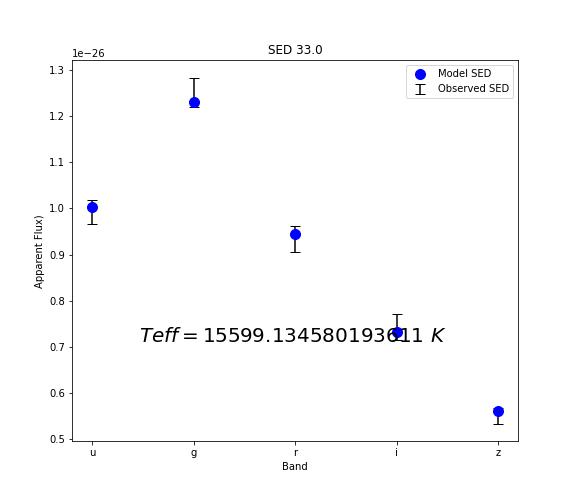 SED 33.0
1e−26
1.3
1.2
1.1
1.0
0.9
0.8
0.7
0.6
0.5
Apparent Flux)
Model SED
Observed SED
Teff = 15599.134580193611 K
u g r i z
Band